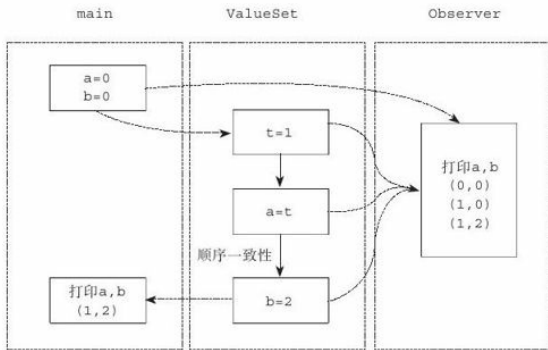 main
ValueSet
Observer
a=0
b=0
t=1
a=t
顺序一致性
b=2
打印a,b
(1,2)
打印a,b
(0,0)
(1,0)
(1,2)